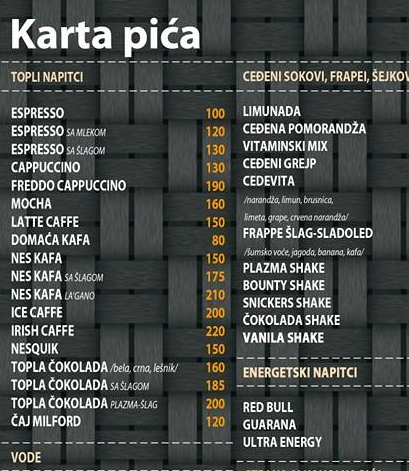 Karta pića
TOPLI NAPITCI
ESPRESSO 100
ESPRESSO SA MLEKOM 120
ESPRESSO SA ŠLAGOM 130
CAPPUCCINO 130
FREDDO CAPPUCCINO 190
MOCHA 160
LATTE CAFFE 150
DOMAĆA KAFA 80
NES KAFA 150
NES KAFA SA ŠLAGOM 175
NES KAFA LA'GANO 210
ICE CAFFE 200
IRISH CAFFE 220
NESQUIK 150
TOPLA ČOKOLADA /bela, crna, lešnik/ 160
TOPLA ČOKOLADA SA ŠLAGOM 185
TOPLA ČOKOLADA PLAZMA-ŠLAG 200
ČAJ MILFORD 120
VODE
CEĐENI SOKOVI, FRAPEI, ŠEJKOV
LIMUNADA
CEĐENA POMORANDŽA
VITAMINSKI MIX
CEĐENI GREJP
CEDEVITA
/narandža, limun, brusnica,
limeta, grape, crvena narandža/
FRAPPE ŠLAG-SLADOLED
/šumsko voće, jagoda, banana, kafa/
PLAZMA SHAKE
BOUNTY SHAKE
SNICKERS SHAKE
ČOKOLADA SHAKE
VANILA SHAKE
ENERGETSKI NAPITCI
RED BULL
GUARANA
ULTRA ENERGY